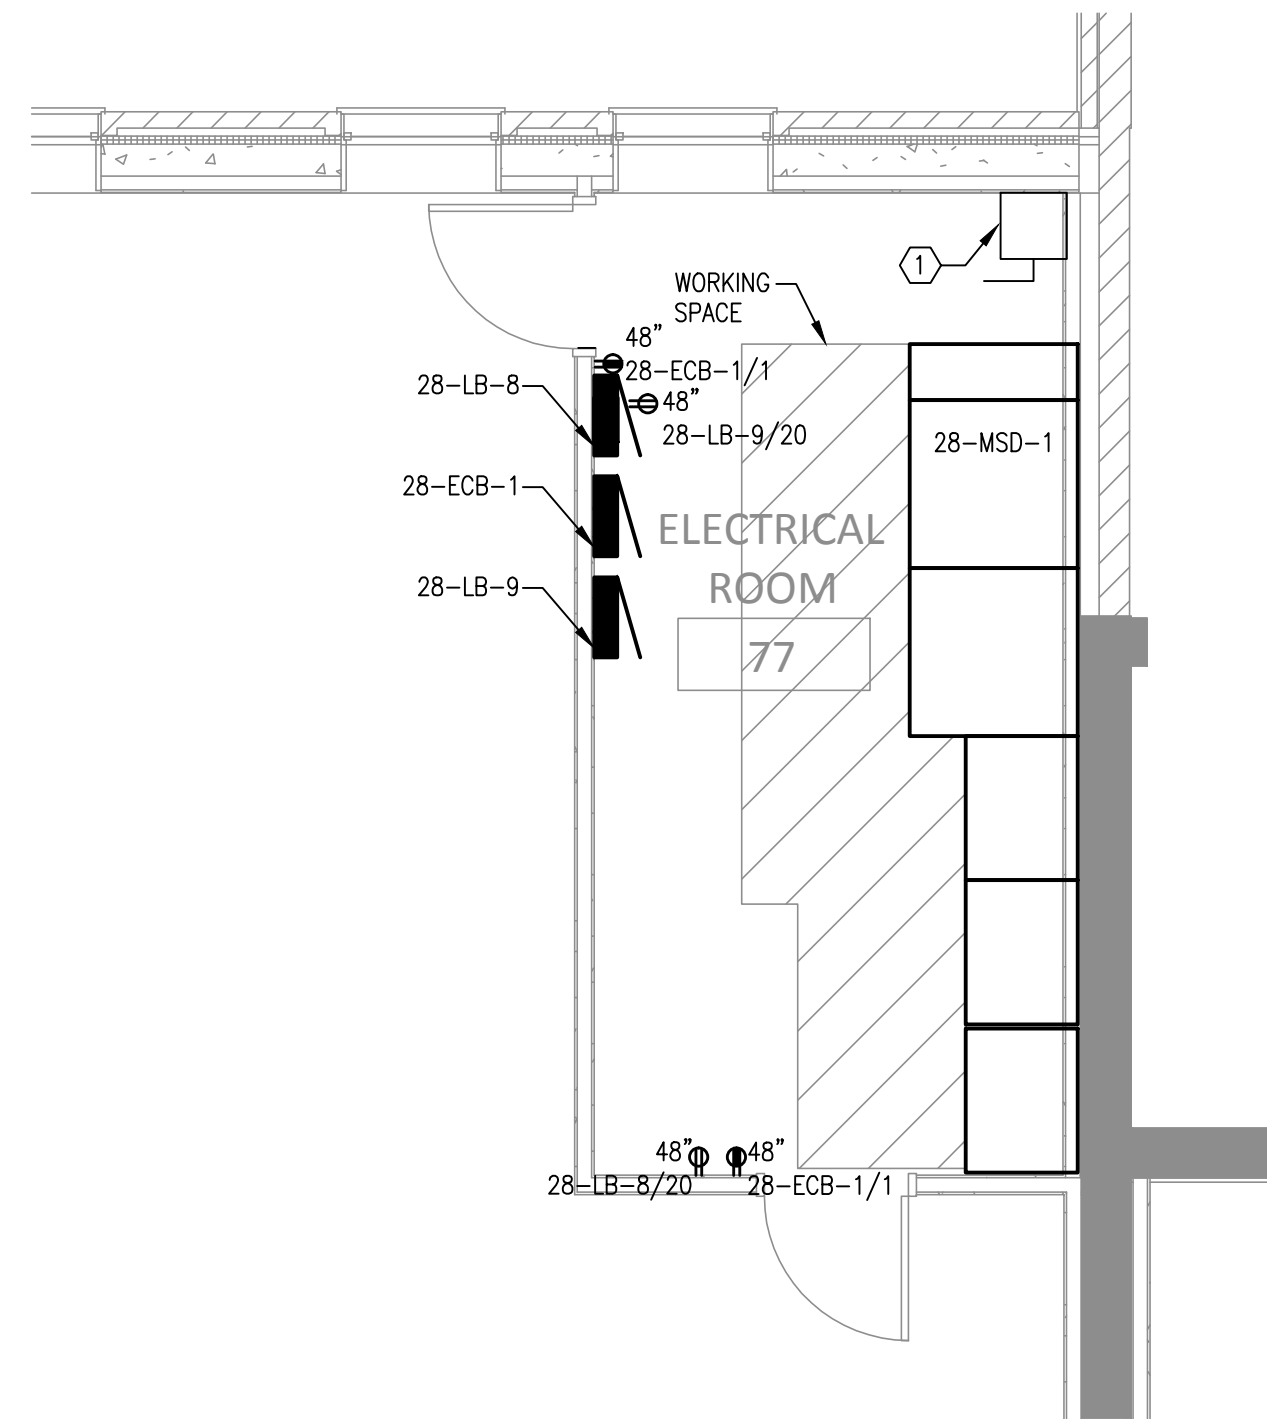 1
WORKING
SPACE
48"
28-ECB-1/1
28-LB-8
48"
28-LB-9/20
28-MSD-1
28-ECB-1
ELECTRICAL
ROOM
28-LB-9
77
48"
48"
28-LB-8/20
28-ECB-1/1